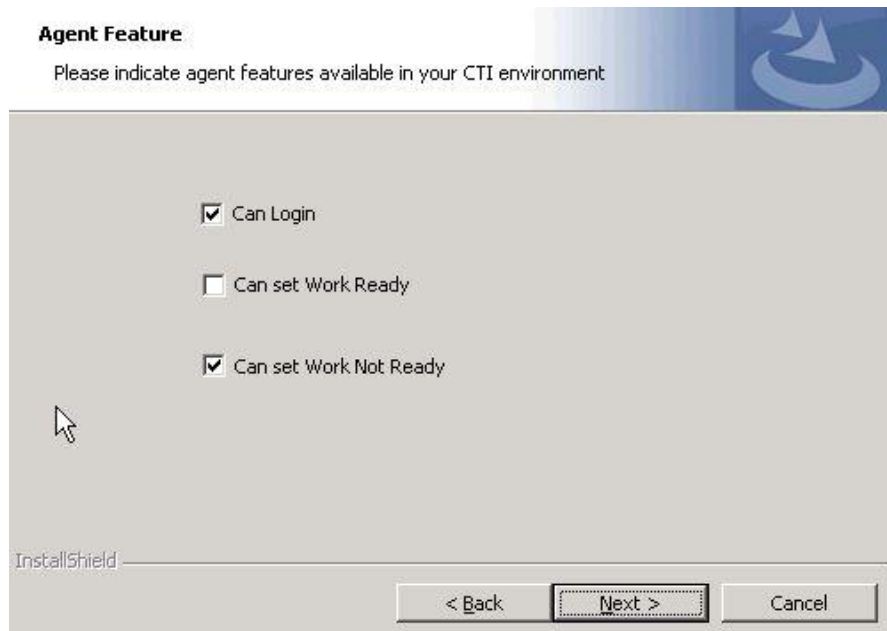 Agent Feature
Please indicate agent features available in your CTI environment
Can Login
Can set Work Ready
Can set Work Not Ready
InstallShield
< Back Next > Cancel